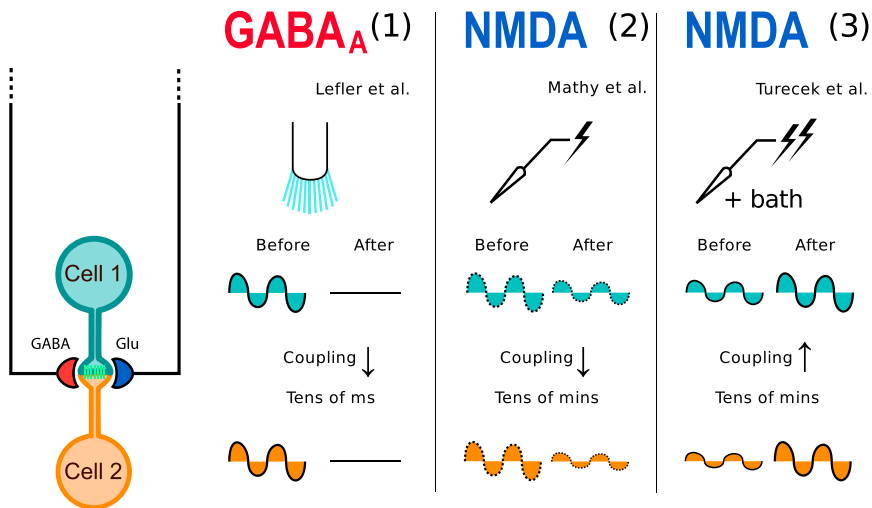 GABAA (1)
NMDA (2)
NMDA (3)
Lefler et al.
Mathy et al.
Turecek et al.
+ bath
Before After
Before After
Before After
Cell 1
GABA Glu
Coupling
Coupling
Coupling
Tens of ms
Tens of mins
Tens of mins
Cell 2